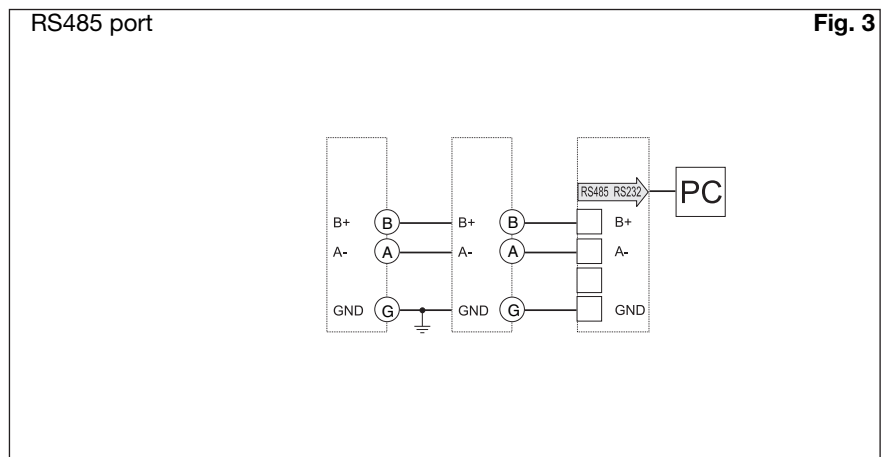 RS485 port Fig. 3
RS485 RS232 PC
B+ B B+ B B+
A- A A- A A-
GND G GND G GND